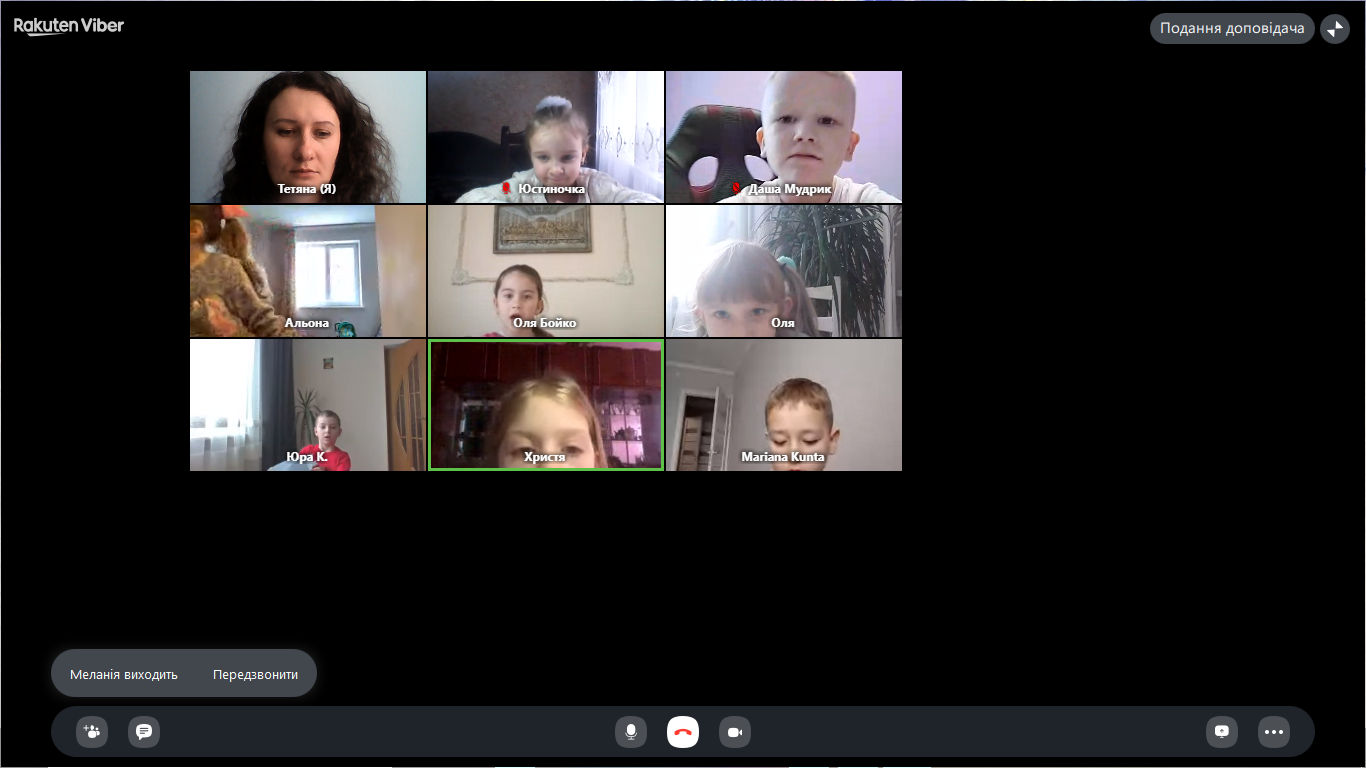 Rakuten Viber
Подання доповідача
Тетяна (Я)
Юстиночка
Даша Мудрик
Альона
Оля Бойко
Оля
Юра К.
Христя
Mariana Kunta
Меланія виходить
Передзвонити